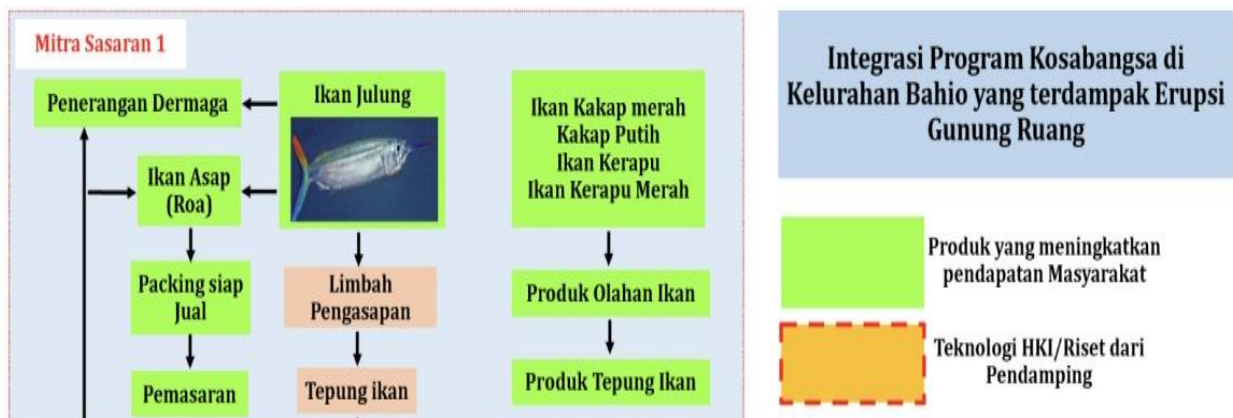 Mitra Sasaran 1
Penerangan Dermaga
Ikan Julung
Ikan Asap
(Roa)
Packing siap
Jual
Pemasaran
Limbah
Pengasapan
Tepung ikan
Ikan Kakap merah
Kakap Putih
Ikan Kerapu
Ikan Kerapu Merah
Produk Olahan Ikan
Produk Tepung Ikan
Integrasi Program Kosabangsa di
Kelurahan Bahio yang terdampak Erupsi
Gunung Ruang
Produk yang meningkatkan
pendapatan Masyarakat
Teknologi HKI/Riset dari
Pendamping